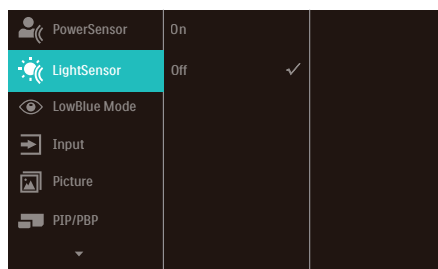 PowerSensor
On
LightSensor
Off
LowBlue Mode
Input
Picture
PIP/PBP